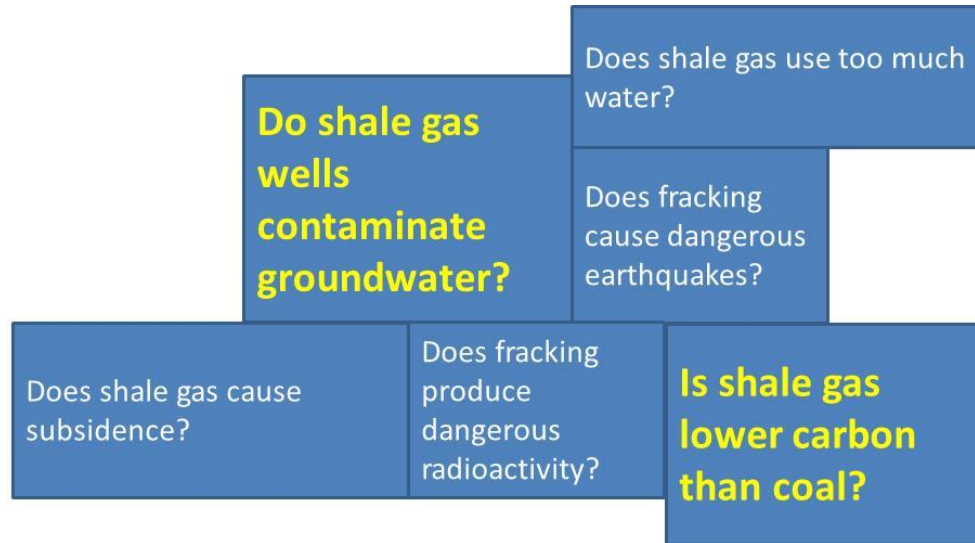 Does shale gas use too much
water?
Do shale gas
wells
contaminate
groundwater?
Does fracking
cause dangerous
earthquakes?
Does shale gas cause
subsidence?
Does fracking
produce
dangerous
radioactivity?
Is shale gas
lower carbon
than coal?